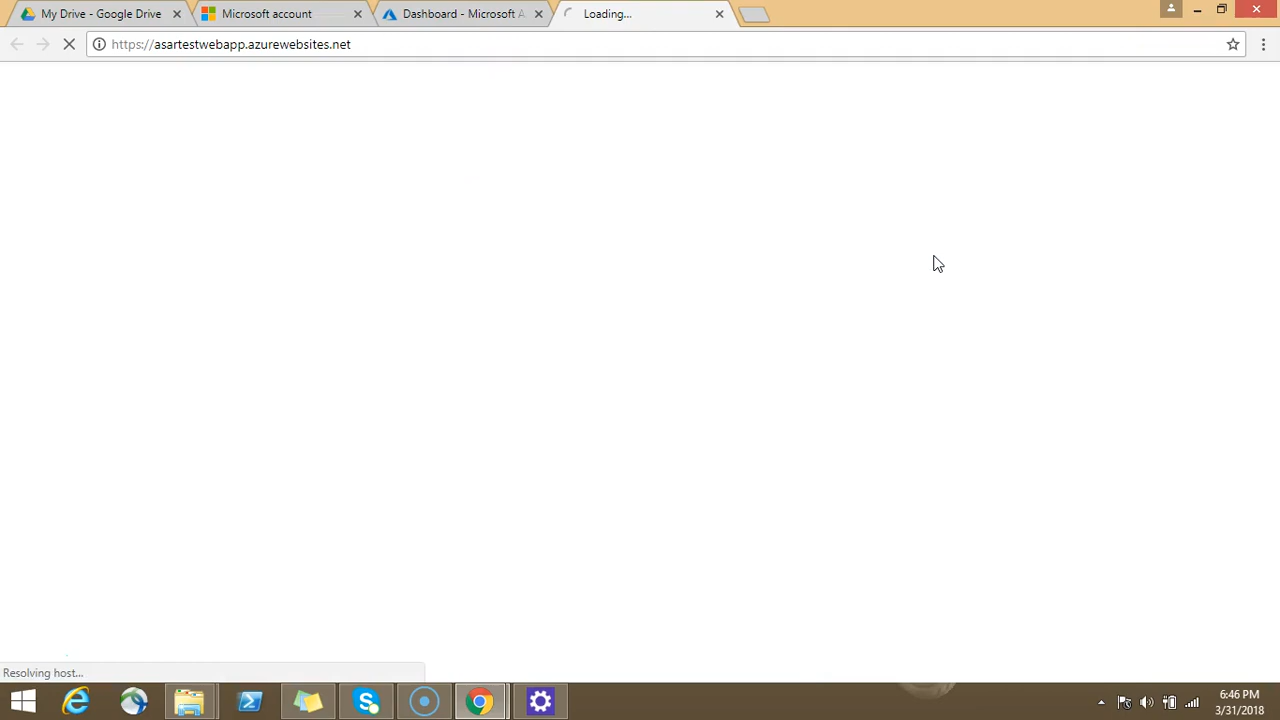 My Drive - Google Drive
Microsoft account
Dashboard - Microsoft A
Loading...
https://asartestwebapp.azurewebsites.net
Resolving host...
6:46 PM
3/31/2018